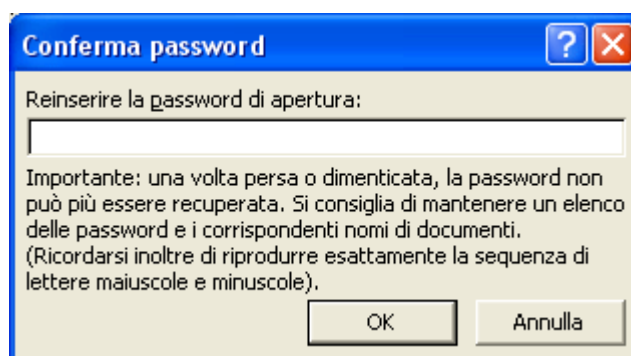 Conferma password
Reinserire la password di apertura:
Importante: una volta persa o dimenticata, la password non
può più essere recuperata. Si consiglia di mantenere un elenco
delle password e i corrispondenti nomi di documenti.
(Ricordarsi inoltre di riprodurre esattamente la sequenza di
lettere maiuscole e minuscole).
OK
Annulla